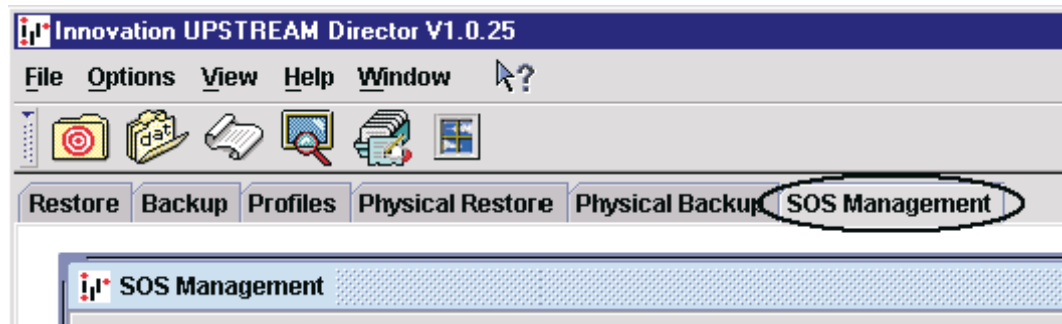 Innovation UPSTREAM Director V1.0.25
File Options View Help Window ?
dat
Restore Backup Profiles Physical Restore Physical Backup SOS Management
SOS Management